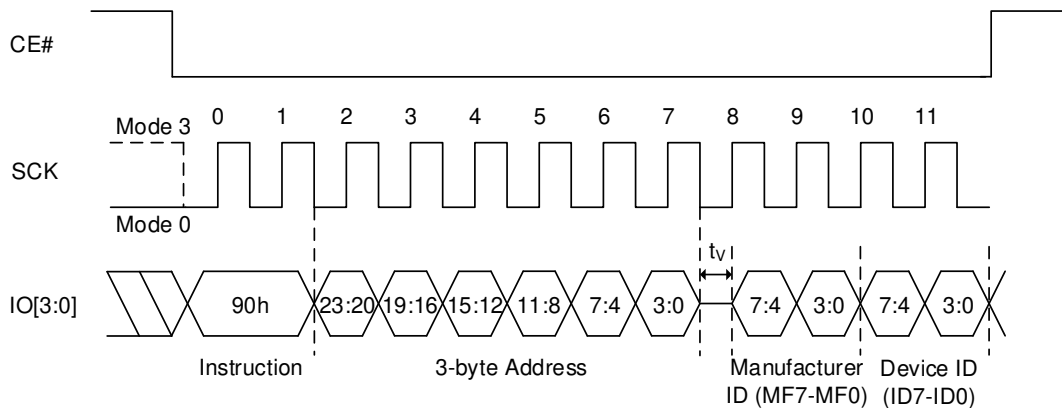 CE#
0 1 2 3 4 5 6 7 8 9 10 11
Mode 3
SCK
Mode 0
tV
IO[3:0]
90h 23:20 19:16 15:12 11:8 7:4 3:0 7:4 3:0 7:4 3:0
Instruction 3-byte Address Manufacturer Device ID
ID (MF7-MF0) (ID7-ID0)